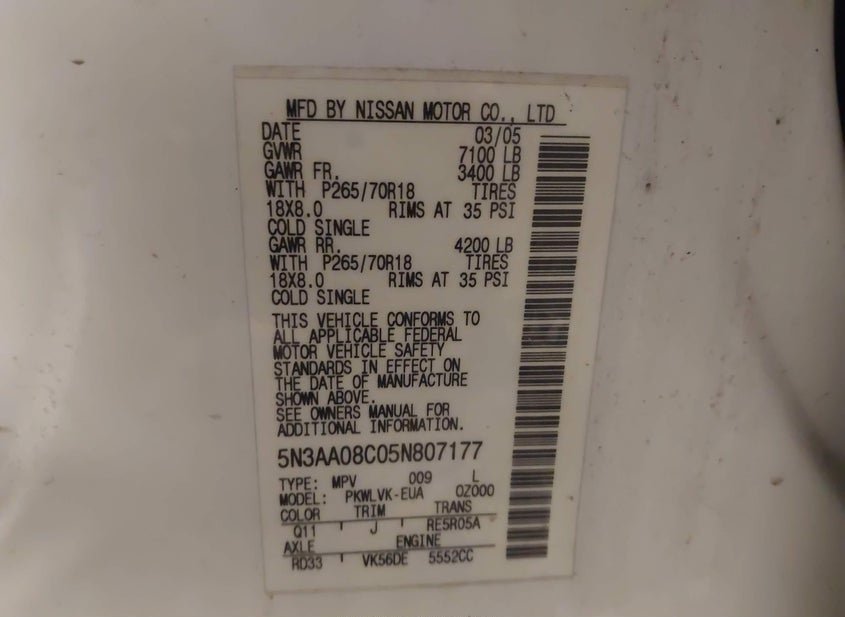 MFD BY NISSAN MOTOR CO., LTD
DATE 03/05
GVWR 7100 LB
GAWR FR. 3400 LB
WITH P265/70R18 TIRES
18X8.0 RIMS AT 35 PSI
COLD SINGLE
GAWR RR. 4200 LB
WITH P265/70R18 TIRES
18X8.0 RIMS AT 35 PSI
COLD SINGLE
THIS VEHICLE CONFORMS TO
ALL APPLICABLE FEDERAL
MOTOR VEHICLE SAFETY
STANDARDS IN EFFECT ON
THE DATE OF MANUFACTURE
SHOWN ABOVE.
SEE OWNERS MANUAL FOR
ADDITIONAL INFORMATION.
5N3AA08C05N807177
TYPE: MPV 009 L
MODEL: PKWLVK-EUA 0Z000
COLOR TRIM TRANS
Q11 J RE5R05A
AXLE ENGINE
RD33 VK56DE 5552CC